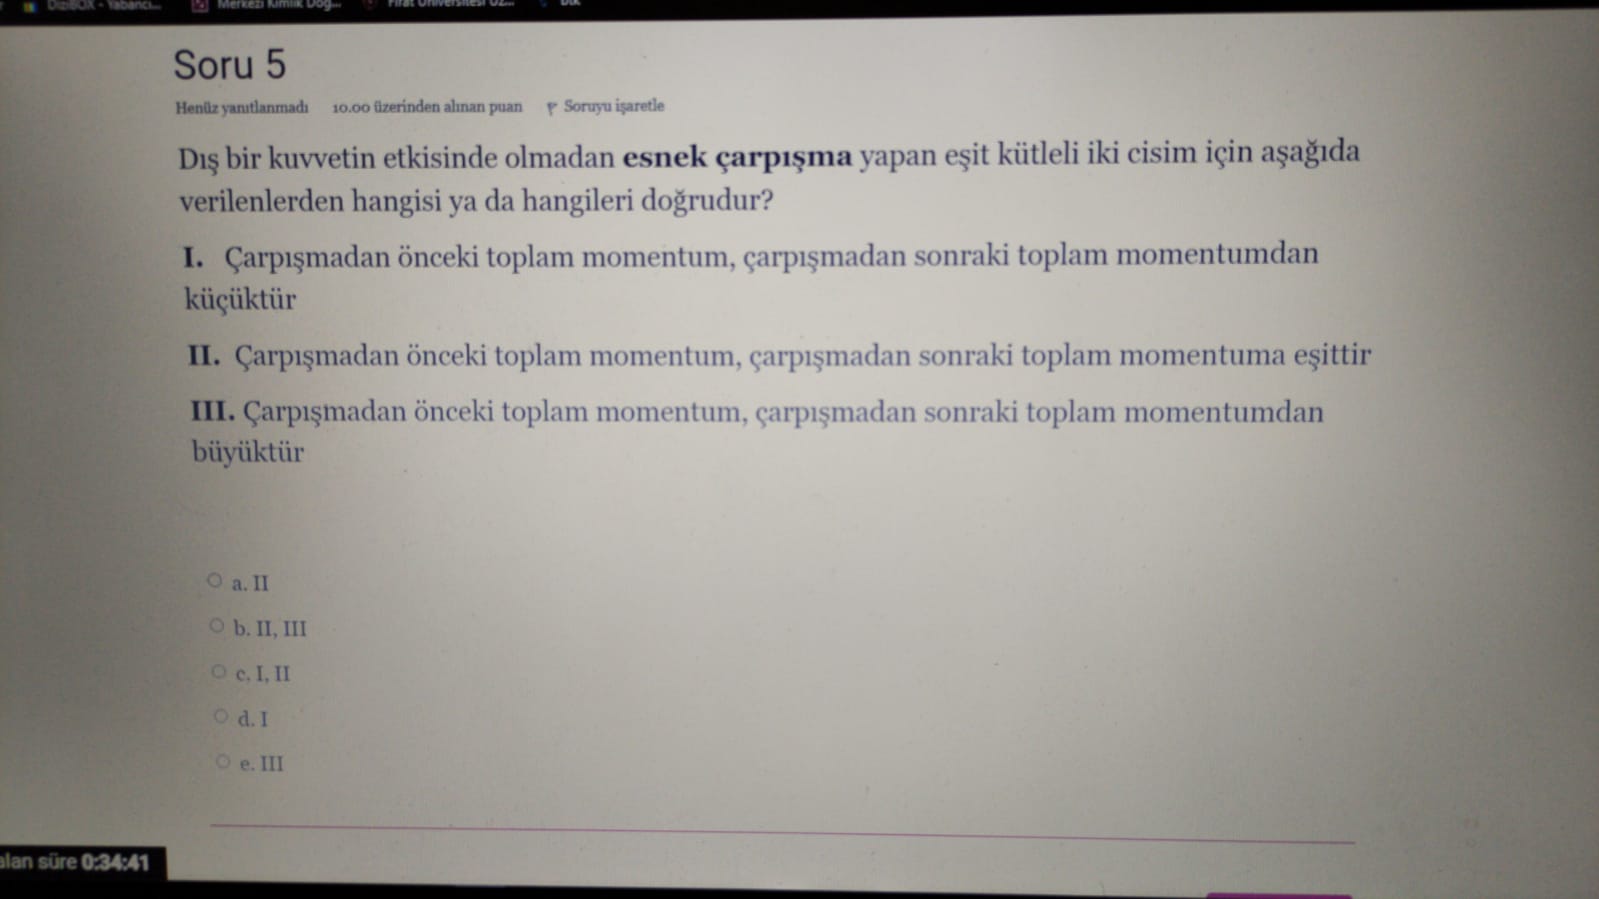 DiziBOX - Yabancı...
Merkezi Kimlik Doğ...
Fırat Üniversitesi Uz...
Soru 5
Henüz yanıtlanmadı 10.00 üzerinden alınan puan Soruyu işaretle
Dış bir kuvvetin etkisinde olmadan esnek çarpışma yapan eşit kütleli iki cisim için aşağıda
verilenlerden hangisi ya da hangileri doğrudur?
I. Çarpışmadan önceki toplam momentum, çarpışmadan sonraki toplam momentumdan
küçüktür
II. Çarpışmadan önceki toplam momentum, çarpışmadan sonraki toplam momentuma eşittir
III. Çarpışmadan önceki toplam momentum, çarpışmadan sonraki toplam momentumdan
büyüktür
a. II
b. II, III
c. I, II
d. I
e. III
alan süre 0:34:41